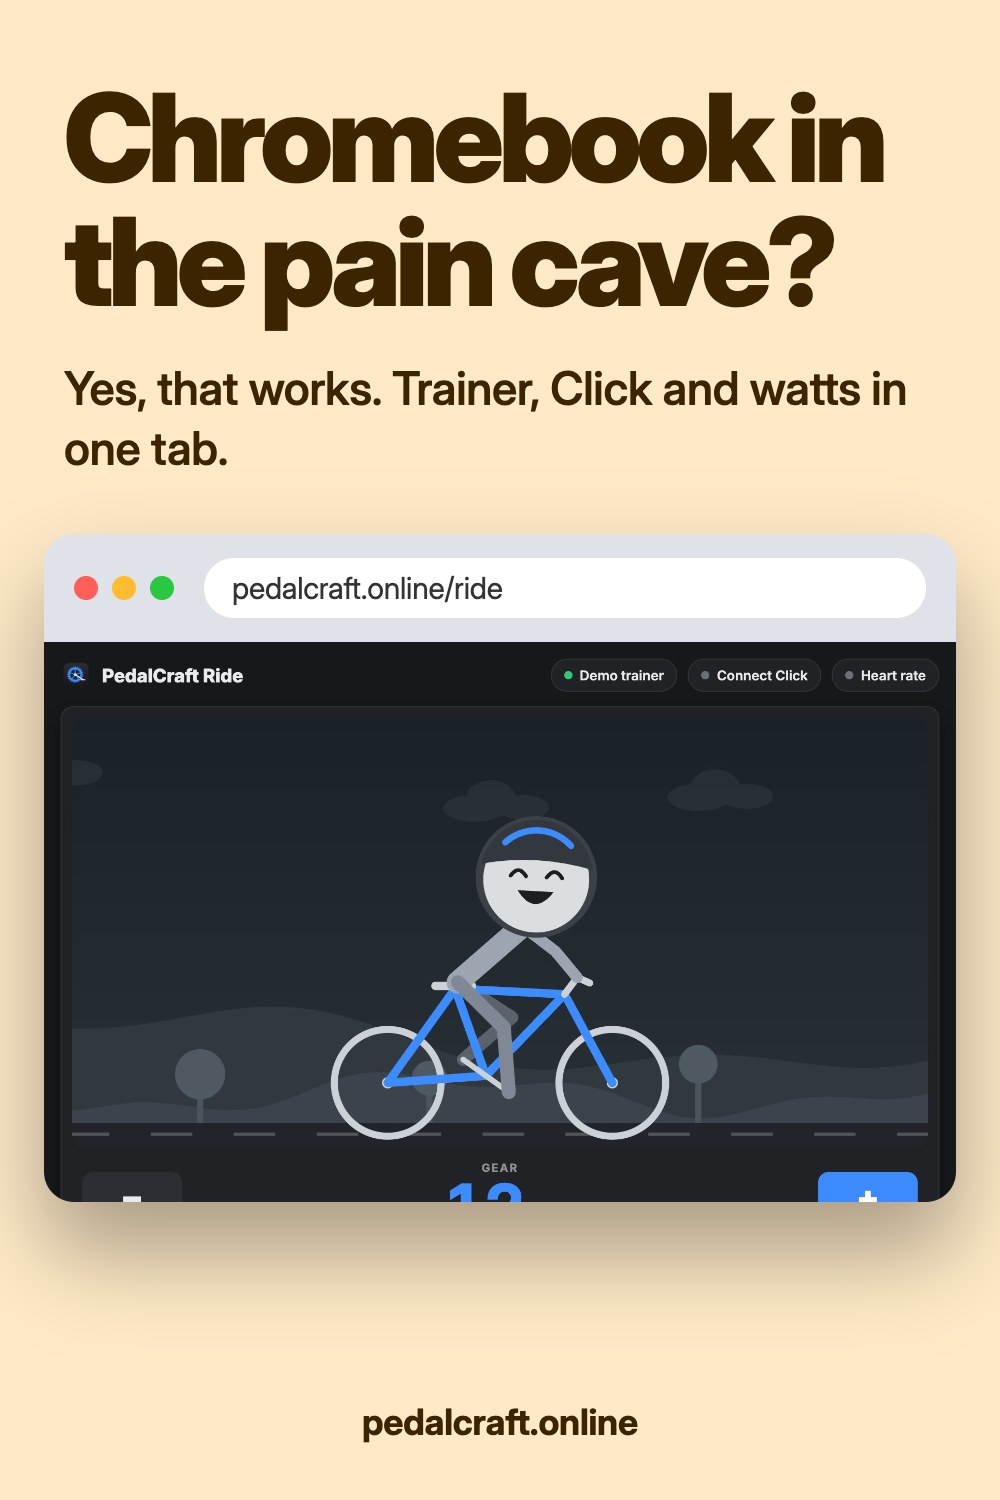 Chromebook in
the pain cave?
Yes, that works. Trainer, Click and watts in
one tab.
pedalcraft.online/ride
PedalCraft Ride
Demo trainer
Connect Click
Heart rate
GEAR
-
+
pedalcraft.online